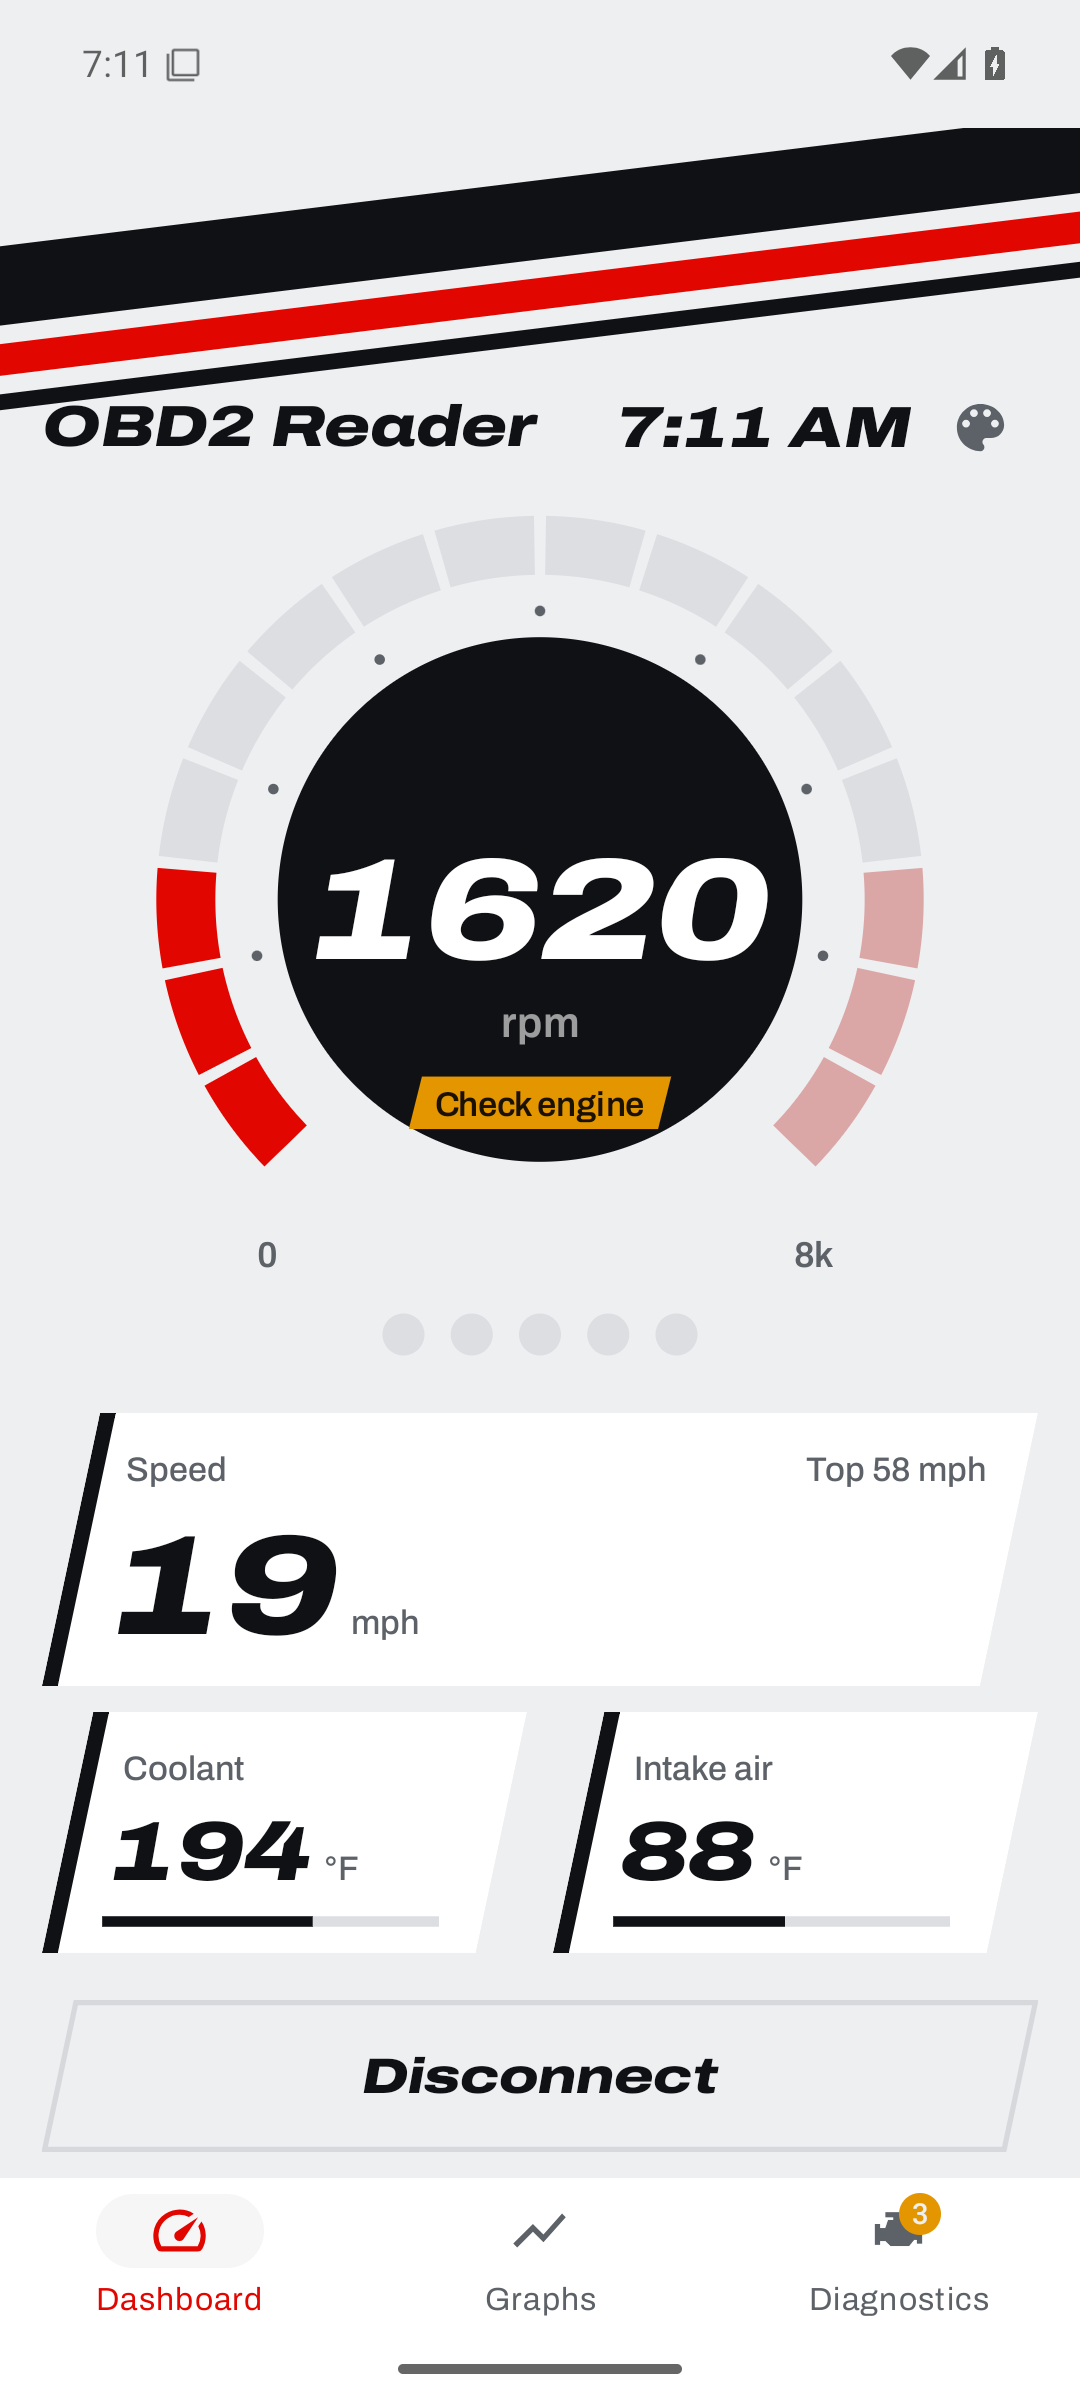 7:11
OBD2 Reader 7:11 AM
1620
rpm
Check engine
0 8k
Speed Top 58 mph
19 mph
Coolant Intake air
194 °F 88 °F
Disconnect
3
Dashboard Graphs Diagnostics